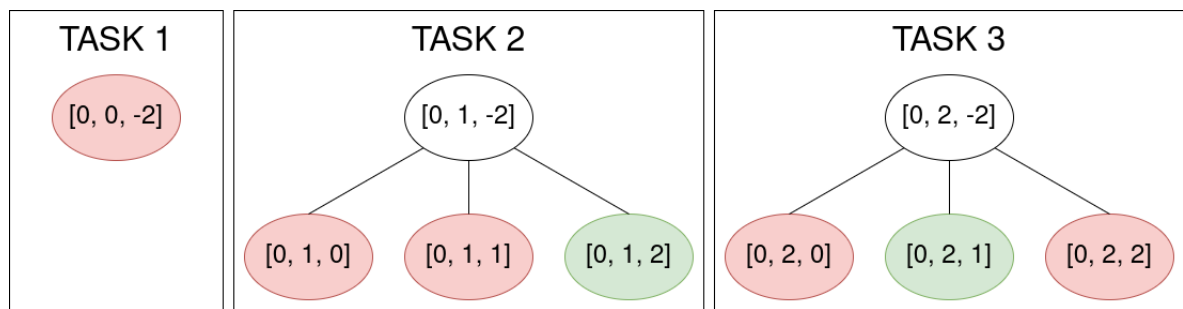 TASK 1
[0, 0, -2]
TASK 2
[0, 1, -2]
[0, 1, 0]
[0, 1, 1]
[0, 1, 2]
TASK 3
[0, 2, -2]
[0, 2, 0]
[0, 2, 1]
[0, 2, 2]